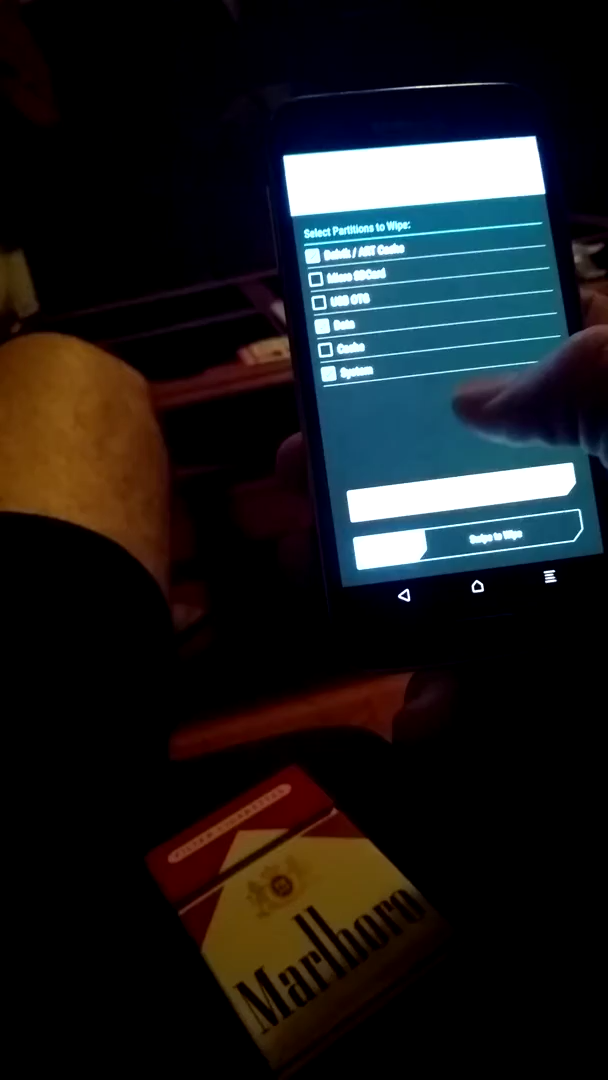 Select Partitions to Wipe:
Dalvik / ART Cache
Micro SDCard
USB OTG
Data
Cache
System
Swipe to Wipe
FILTER CIGARETTES
Marlboro